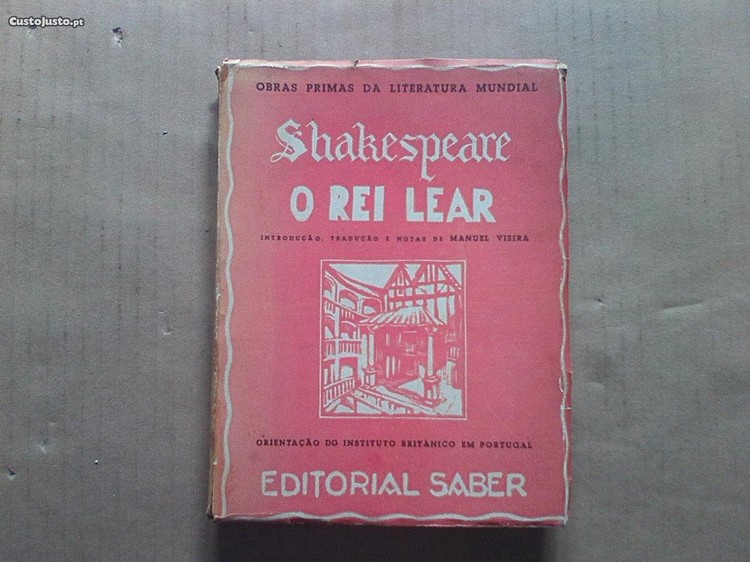 CustoJusto.pt
OBRAS PRIMAS DA LITERATURA MUNDIAL
Shakespeare
O REI LEAR
INTRODUÇÃO, TRADUÇÃO E NOTAS DE MANUEL VIEIRA
ORIENTAÇÃO DO INSTITUTO BRITÂNICO EM PORTUGAL
EDITORIAL SABER